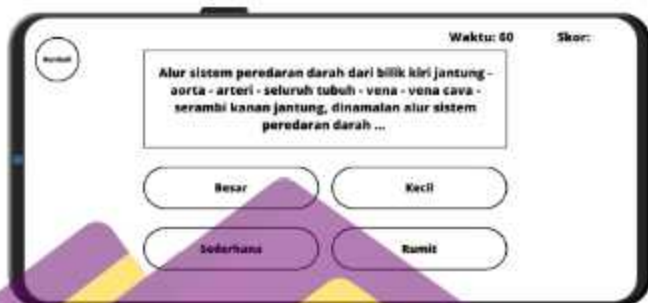 Waktu: 60 Skor:
Alur sistem peredaran darah dari bilik kiri jantung -
aorta - arteri - seluruh tubuh - vena - vena cava -
serambi kanan jantung, dinamalan alur sistem
peredaran darah ...
Besar Kecil
Sederhana Rumit